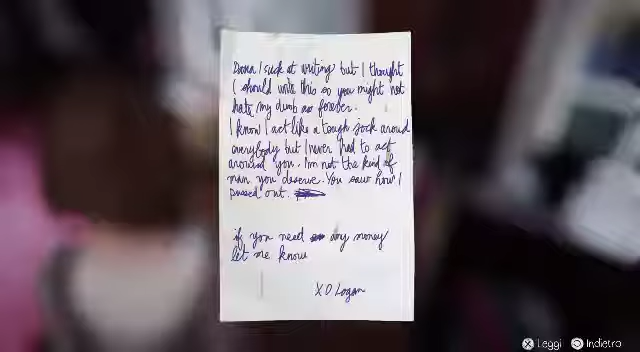 Dana I suck at writing but I thought
I should write this so you might not
hate my dumb ass forever.
I know I act like a tough jock around
everybody but I never had to act
around you. I'm not the kind of
man you deserve. You saw how I
pussed out.
if you need any money
let me know
XO Logan
Leggi Indietro